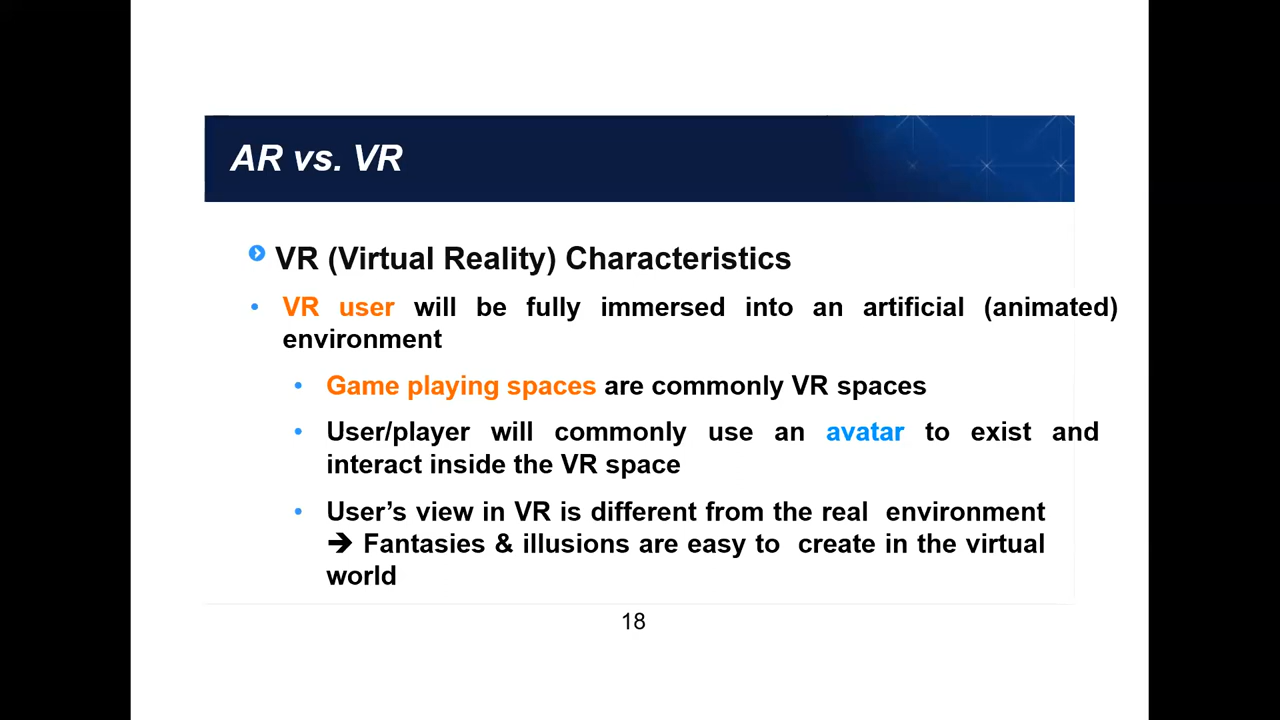 AR vs. VR
VR (Virtual Reality) Characteristics
• VR user will be fully immersed into an artificial (animated)
environment
• Game playing spaces are commonly VR spaces
• User/player will commonly use an avatar to exist and
interact inside the VR space
• User’s view in VR is different from the real environment
➔ Fantasies & illusions are easy to create in the virtual
world
18